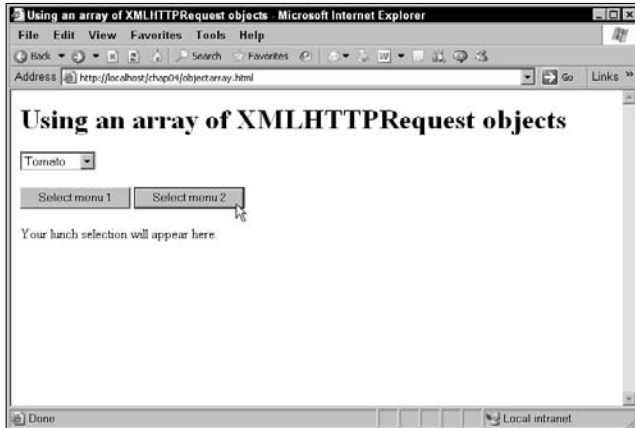 Using an array of XMLHTTPRequest objects - Microsoft Internet Explorer
File Edit View Favorites Tools Help
Back Search Favorites
Address http://localhost/chap04/objectarray.html Go Links »
Using an array of XMLHTTPRequest objects
Tomato
Select menu 1 Select menu 2
Your lunch selection will appear here.
Done Local intranet